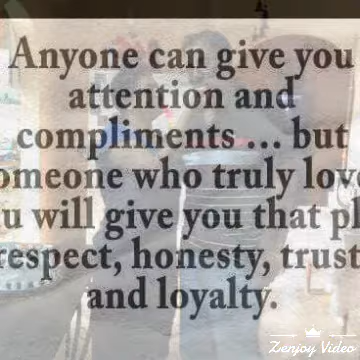 Anyone can give you
attention and
compliments ... but
omeone who truly love
u will give you that pl
respect, honesty, trust
and loyalty.
Zenjoy Video